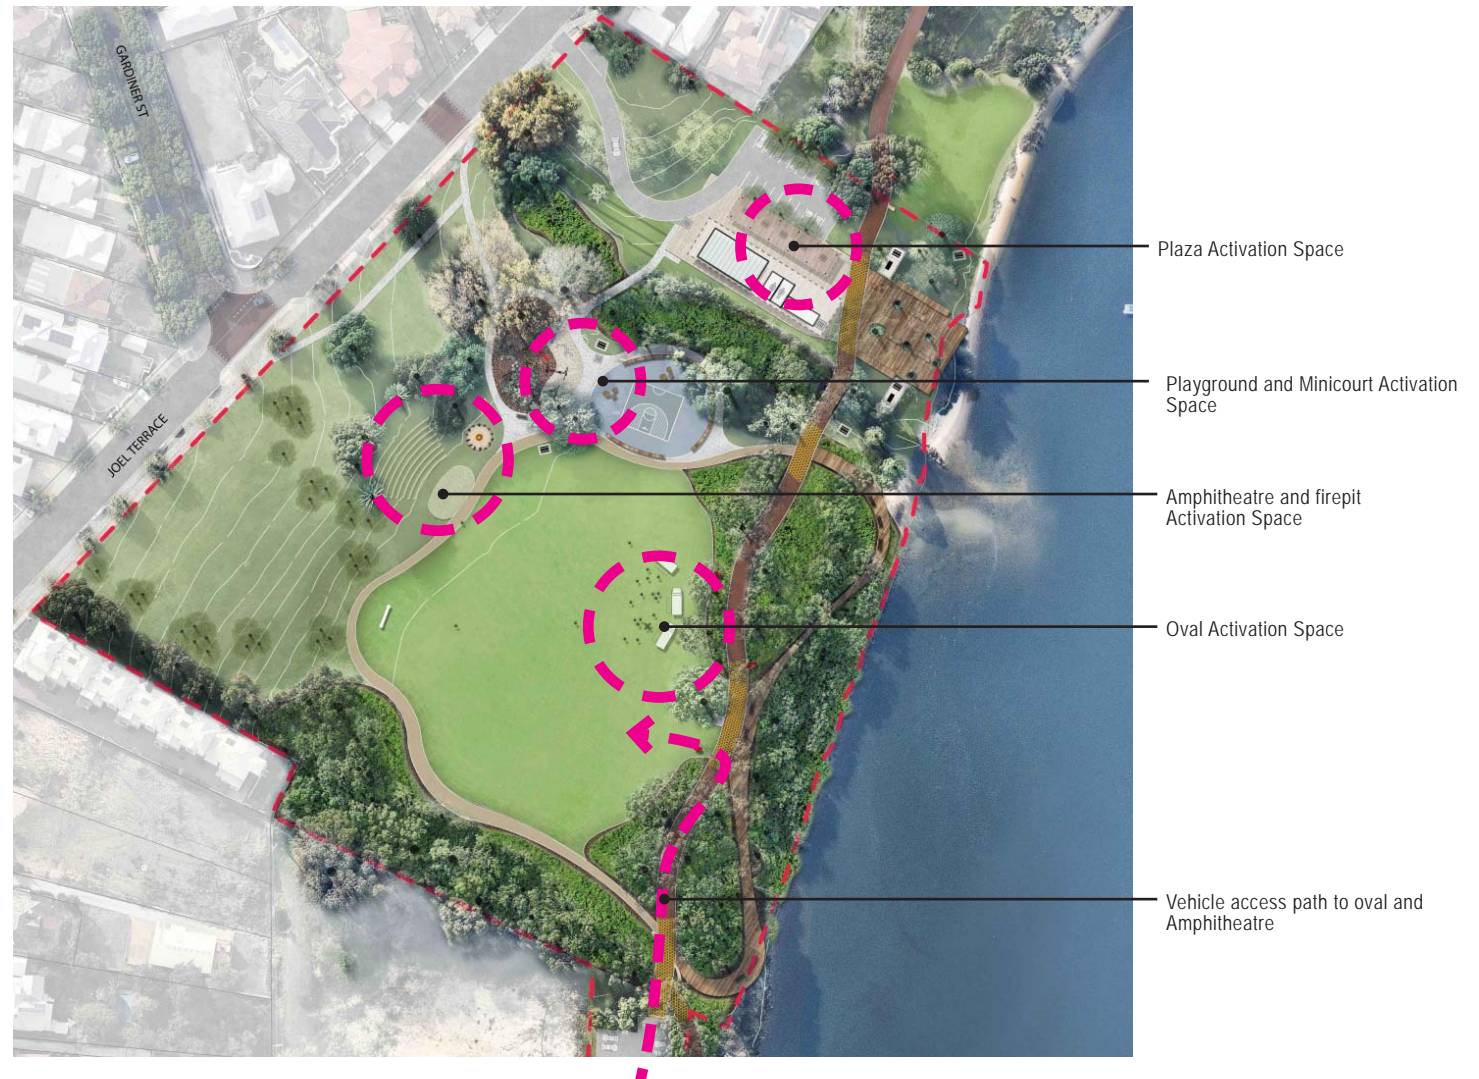 GARDINER ST
JOEL TERRACE
Plaza Activation Space
Playground and Minicourt Activation
Space
Amphitheatre and firepit
Activation Space
Oval Activation Space
Vehicle access path to oval and
Amphitheatre